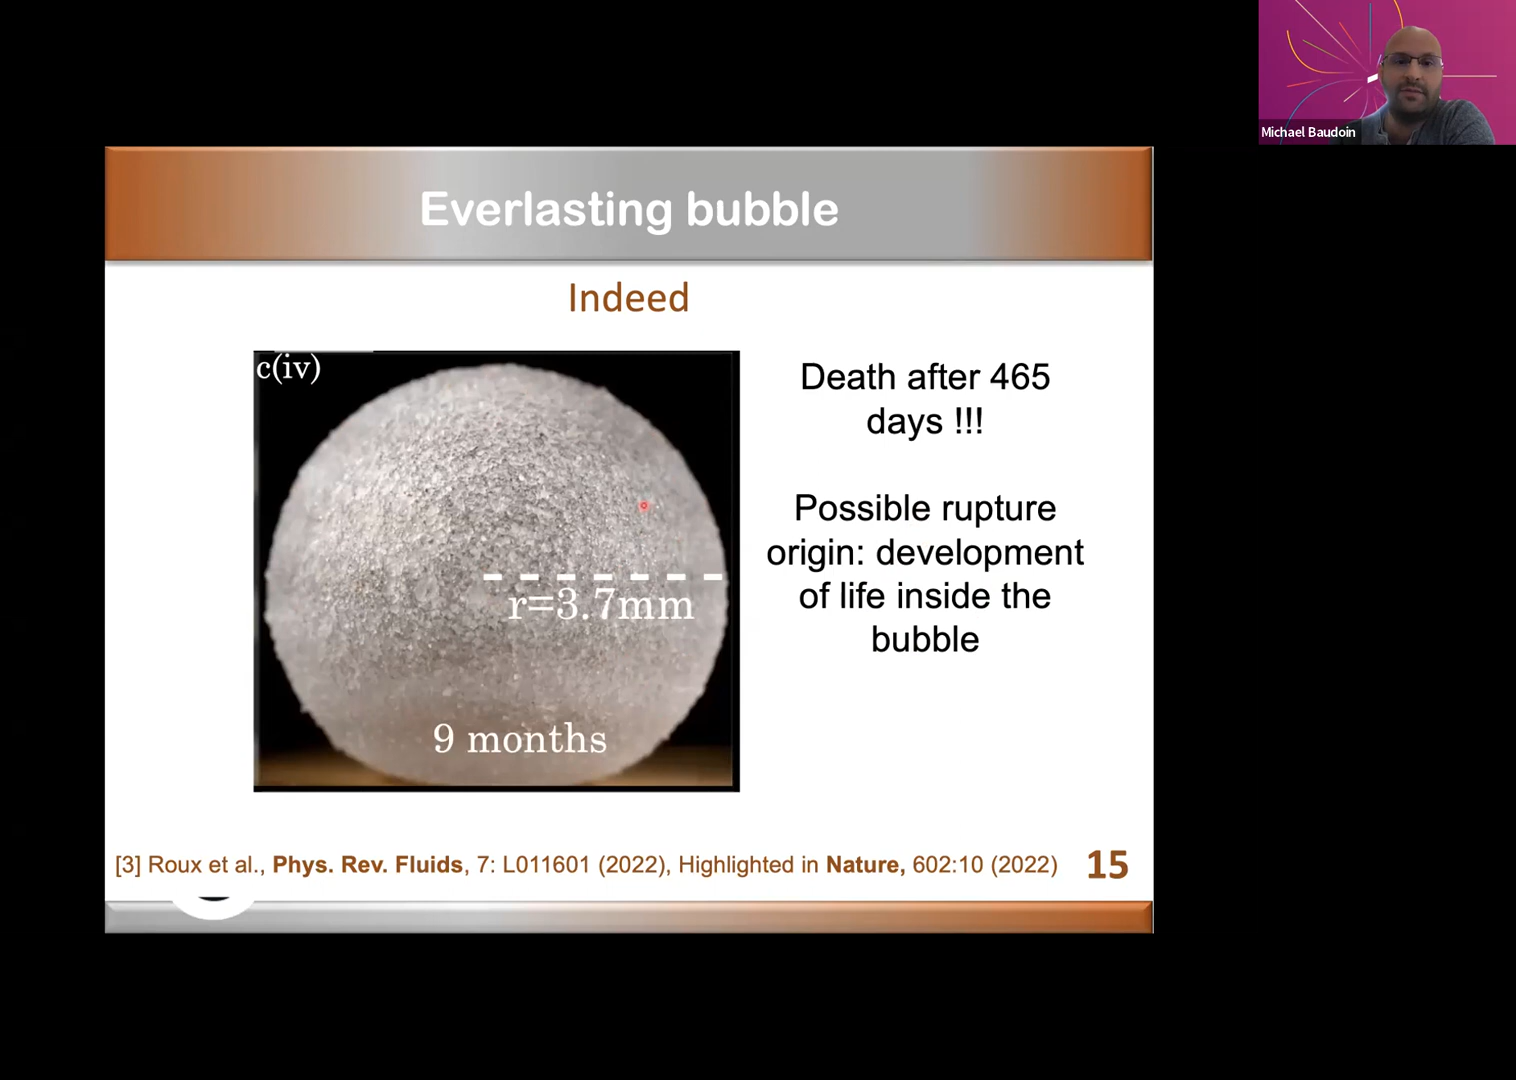 Michael Baudoin
Everlasting bubble
Indeed
c(iv)
r=3.7mm
9 months
Death after 465
days !!!
Possible rupture
origin: development
of life inside the
bubble
[3] Roux et al., Phys. Rev. Fluids, 7: L011601 (2022), Highlighted in Nature, 602:10 (2022)
15